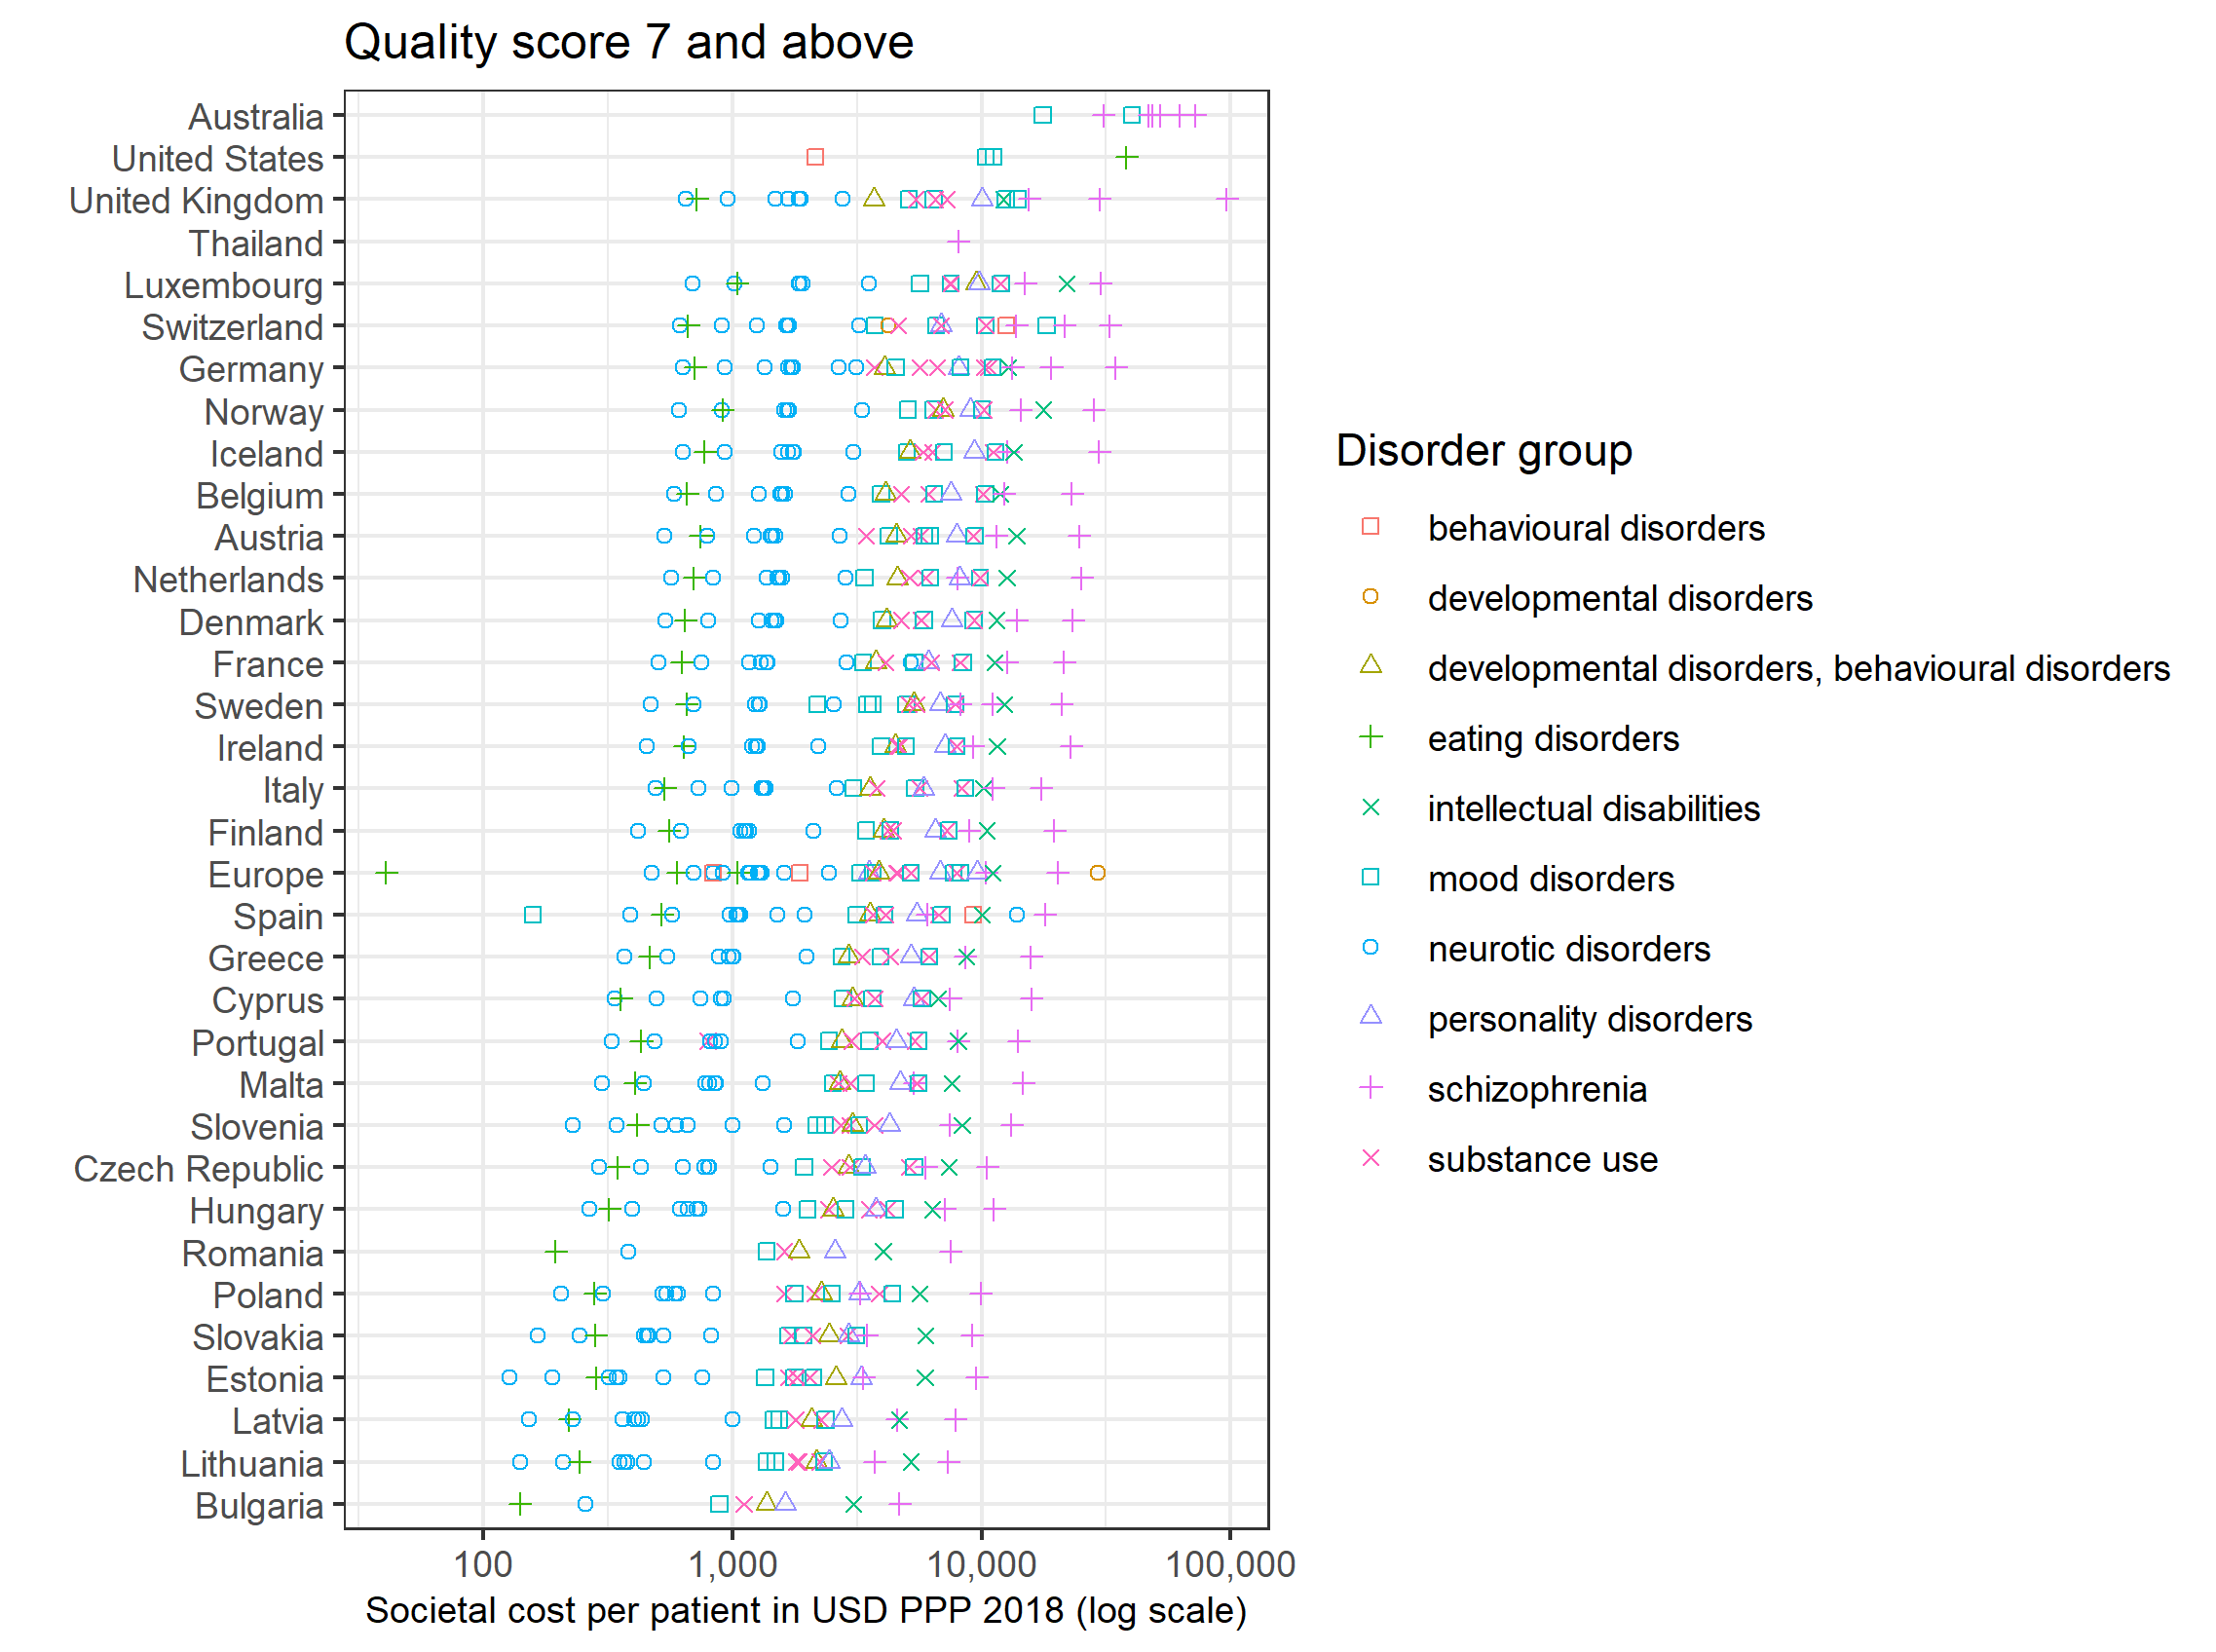 Quality score 7 and above
Australia
United States
United Kingdom
Thailand
Luxembourg
Switzerland
Germany
Norway
Iceland
Belgium
Austria
Netherlands
Denmark
France
Sweden
Ireland
Italy
Finland
Europe
Spain
Greece
Cyprus
Portugal
Malta
Slovenia
Czech Republic
Hungary
Romania
Poland
Slovakia
Estonia
Latvia
Lithuania
Bulgaria
100 1,000 10,000 100,000
Societal cost per patient in USD PPP 2018 (log scale)
Disorder group
behavioural disorders
developmental disorders
developmental disorders, behavioural disorders
eating disorders
intellectual disabilities
mood disorders
neurotic disorders
personality disorders
schizophrenia
substance use